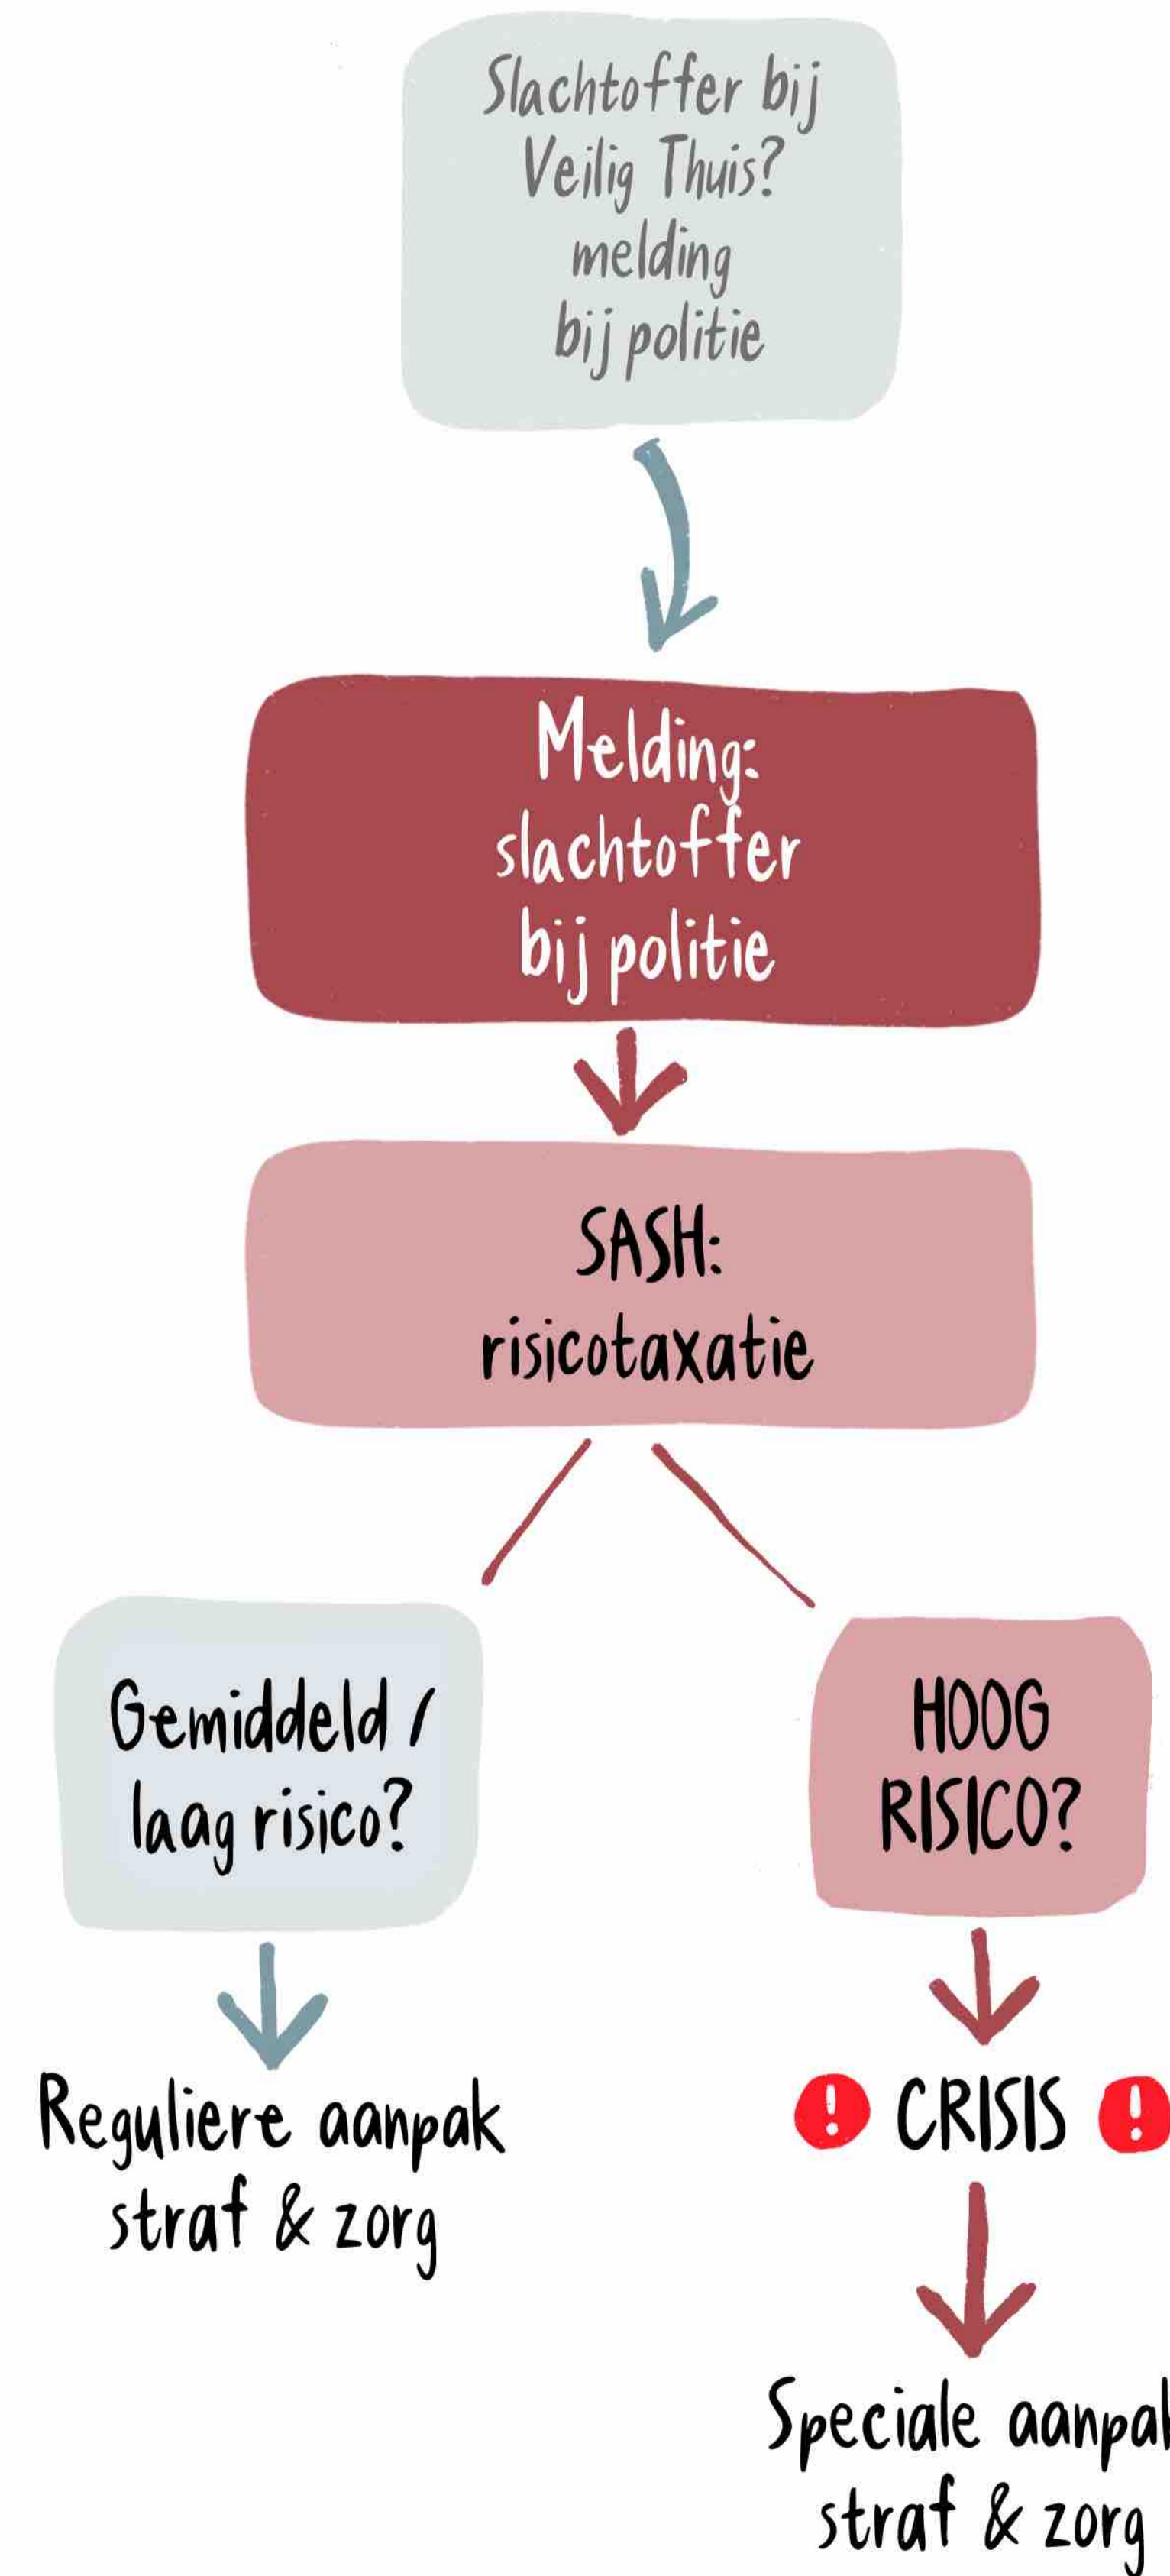 Slachtoffer bij
Veilig Thuis?
melding
bij politie
Melding:
slachtoffer
bij politie
SASH:
risicotaxatie
Gemiddeld /
laag risico?
Reguliere aanpak
straf & zorg
HOOG
RISICO?
! CRISIS !
Speciale aanpak
straf & zorg